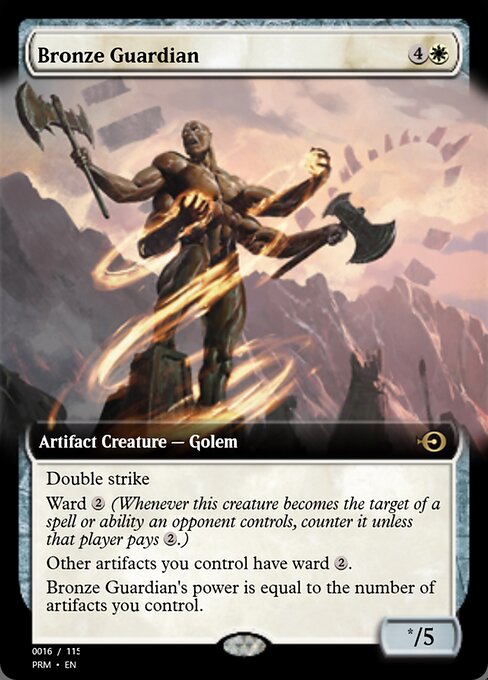 Bronze Guardian 4
Artifact Creature — Golem
Double strike
Ward 2 (Whenever this creature becomes the target of a
spell or ability an opponent controls, counter it unless
that player pays 2.)
Other artifacts you control have ward 2.
Bronze Guardian's power is equal to the number of
artifacts you control.
*/5
0016 / 115
PRM • EN